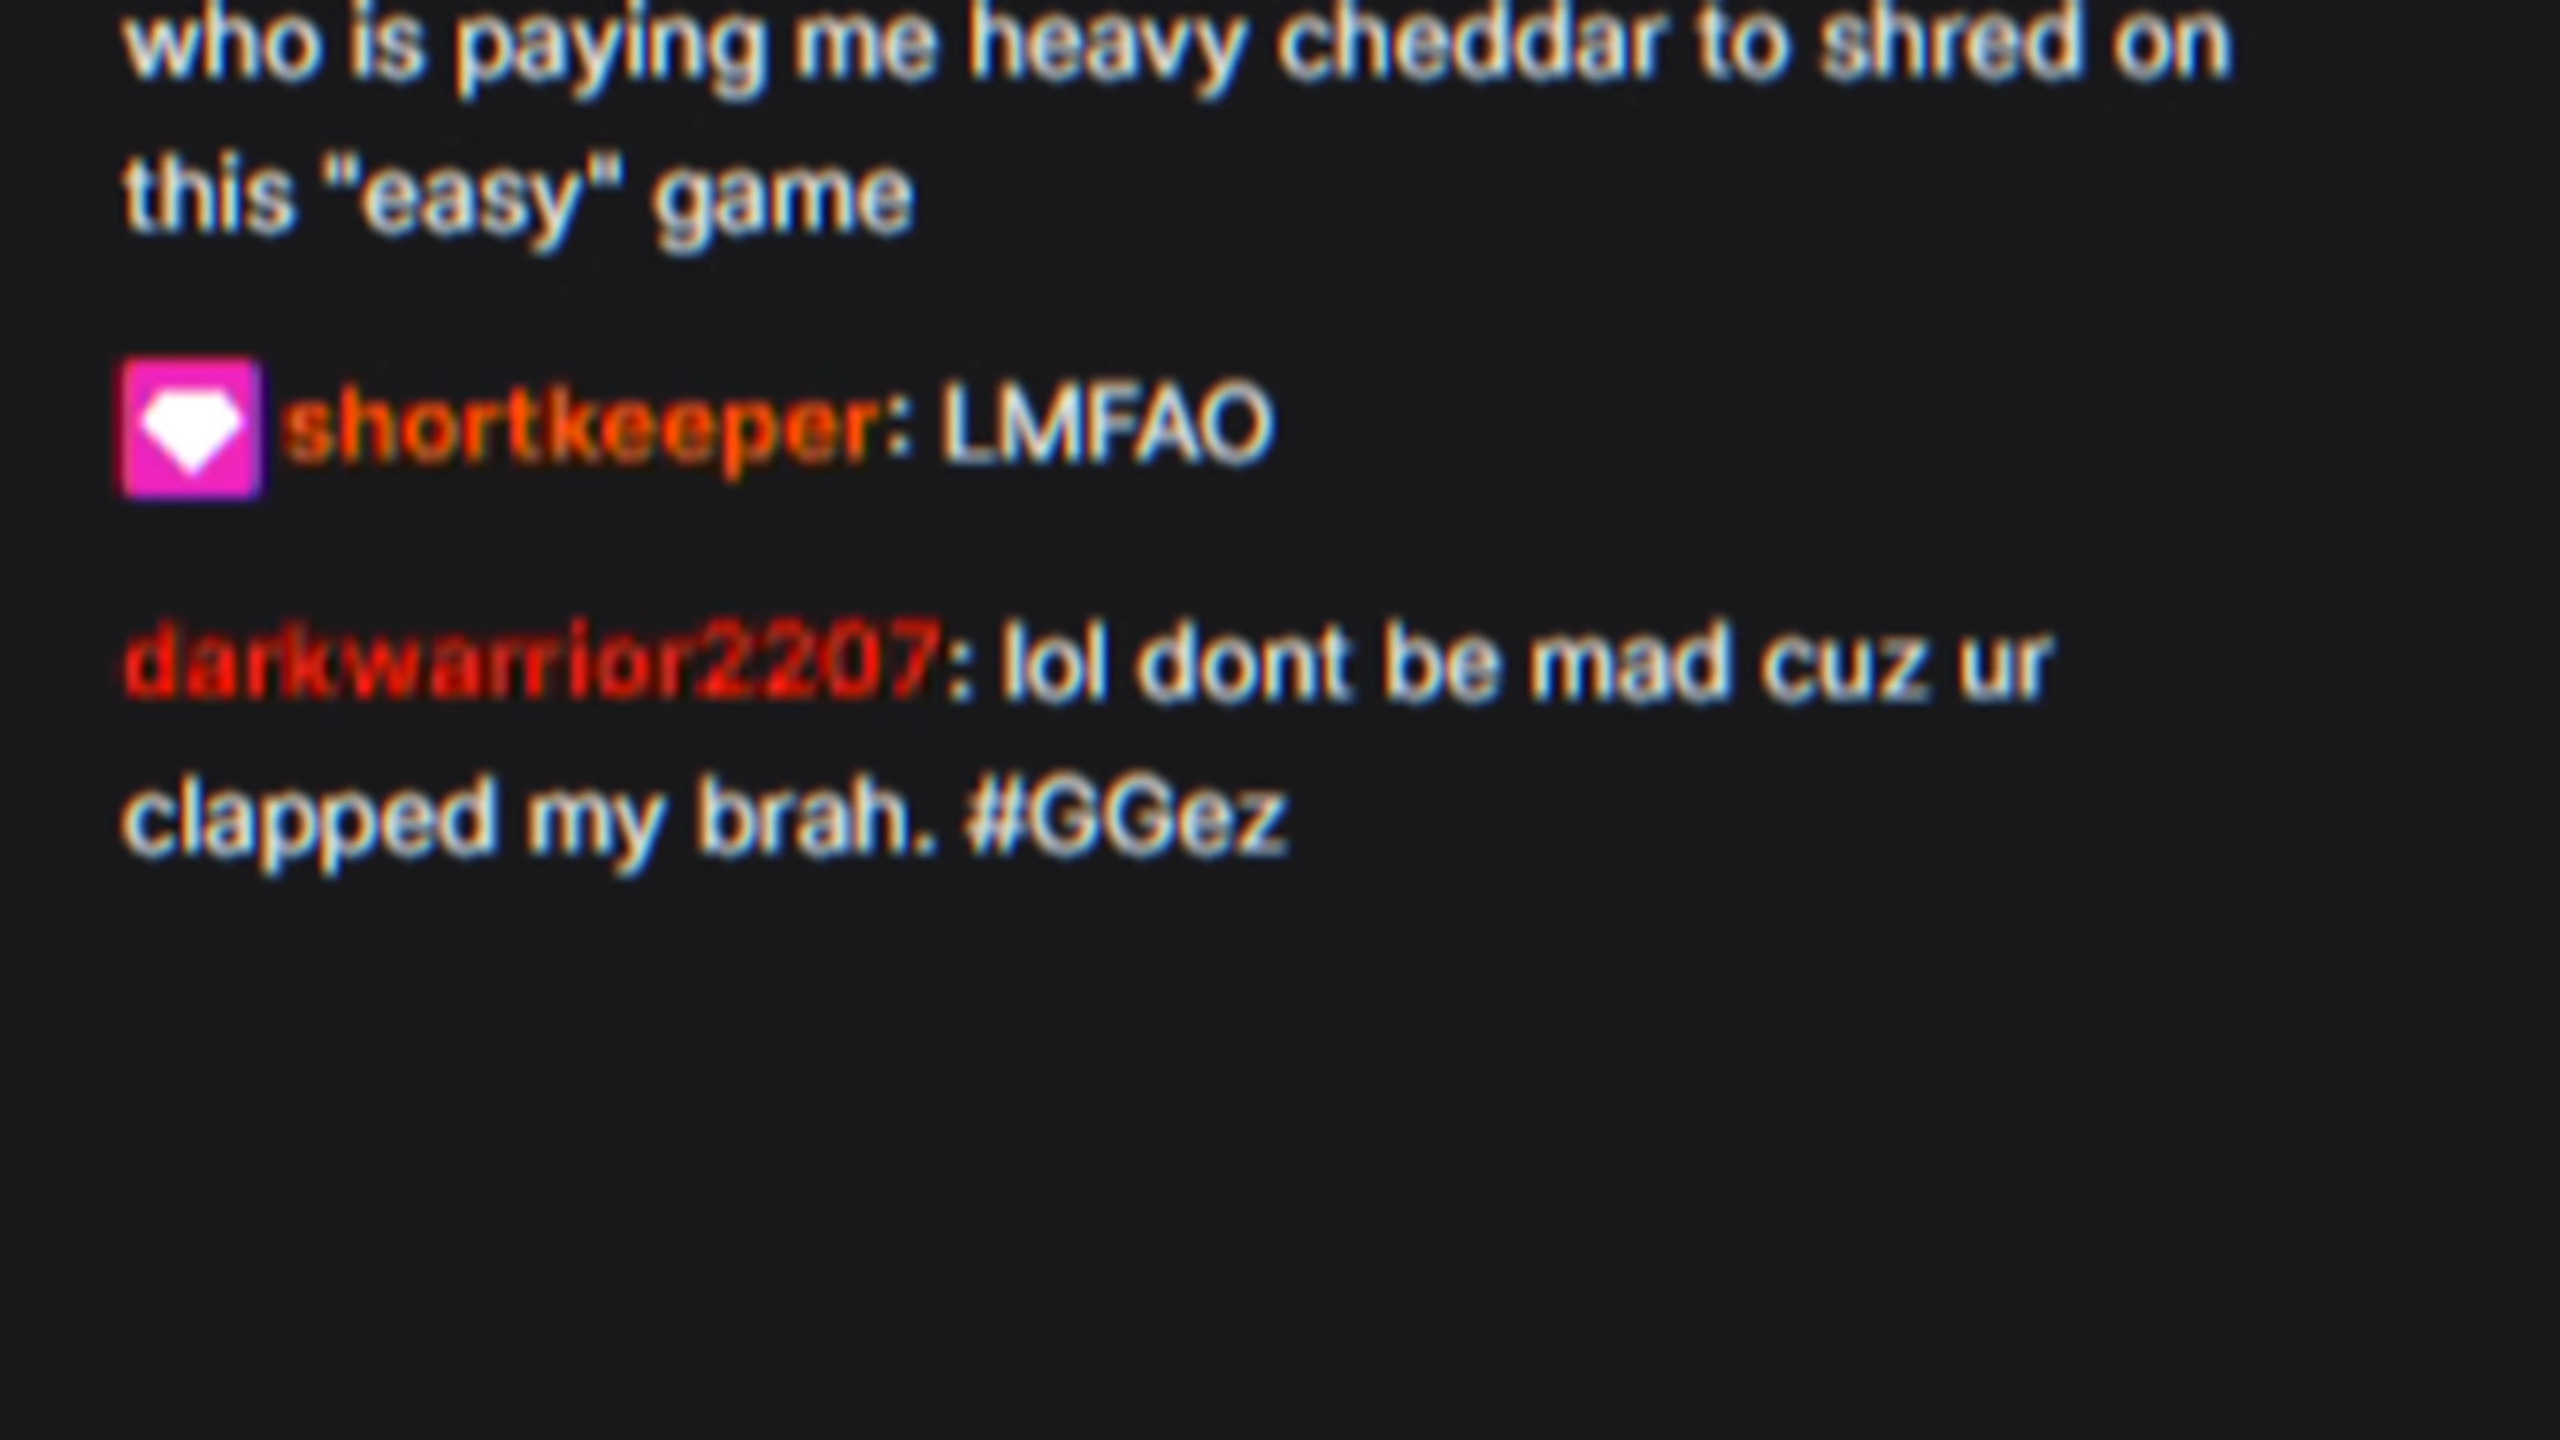 who is paying me heavy cheddar to shred on
this "easy" game
shortkeeper: LMFAO
darkwarrior2207: lol dont be mad cuz ur
clapped my brah. #GGez